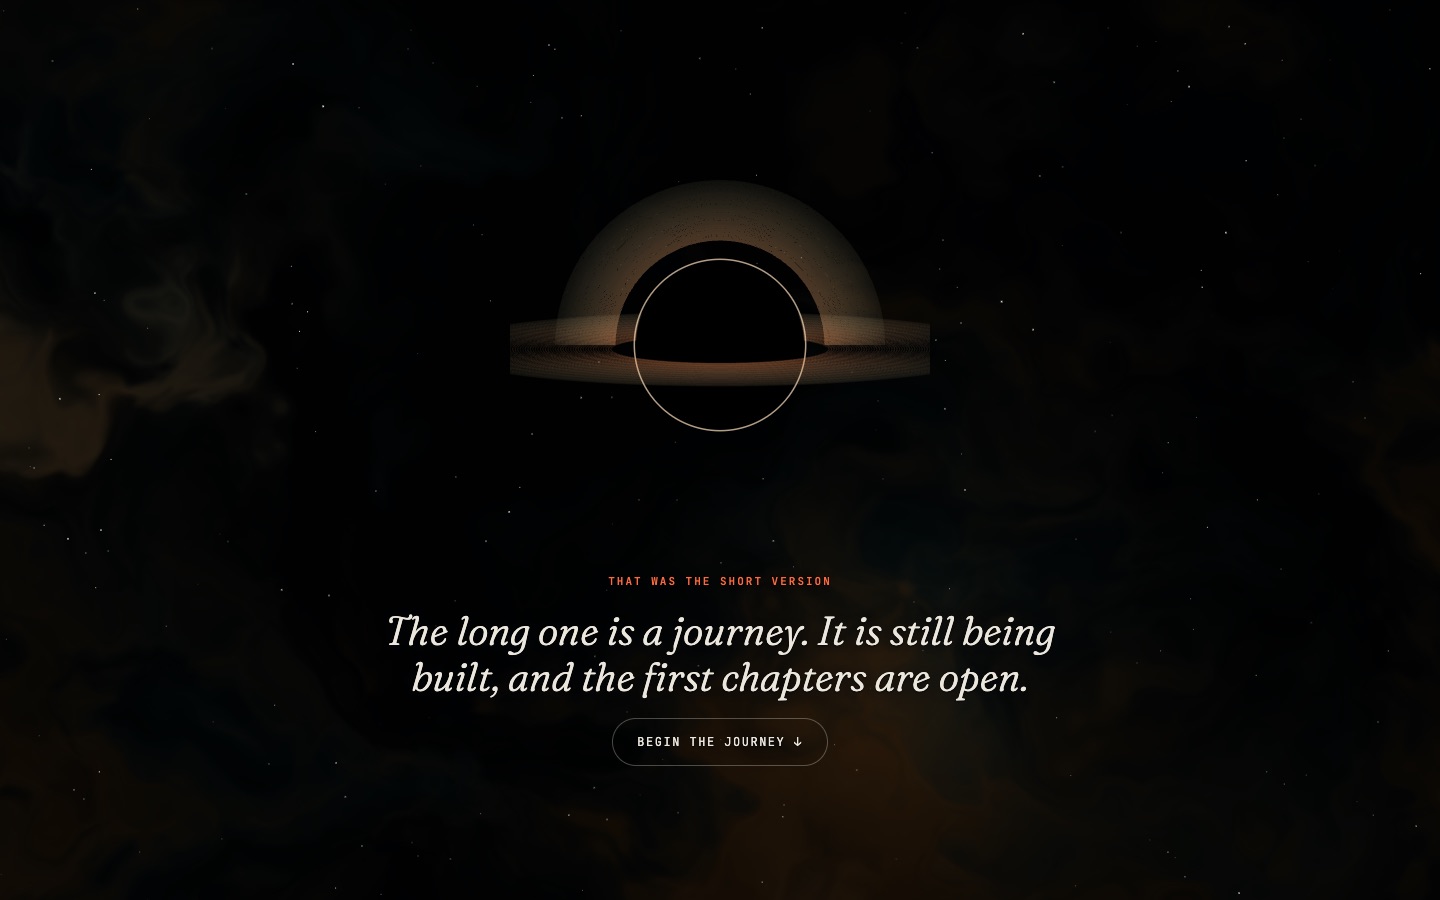 THAT WAS THE SHORT VERSION
The long one is a journey. It is still being
built, and the first chapters are open.
BEGIN THE JOURNEY ↓